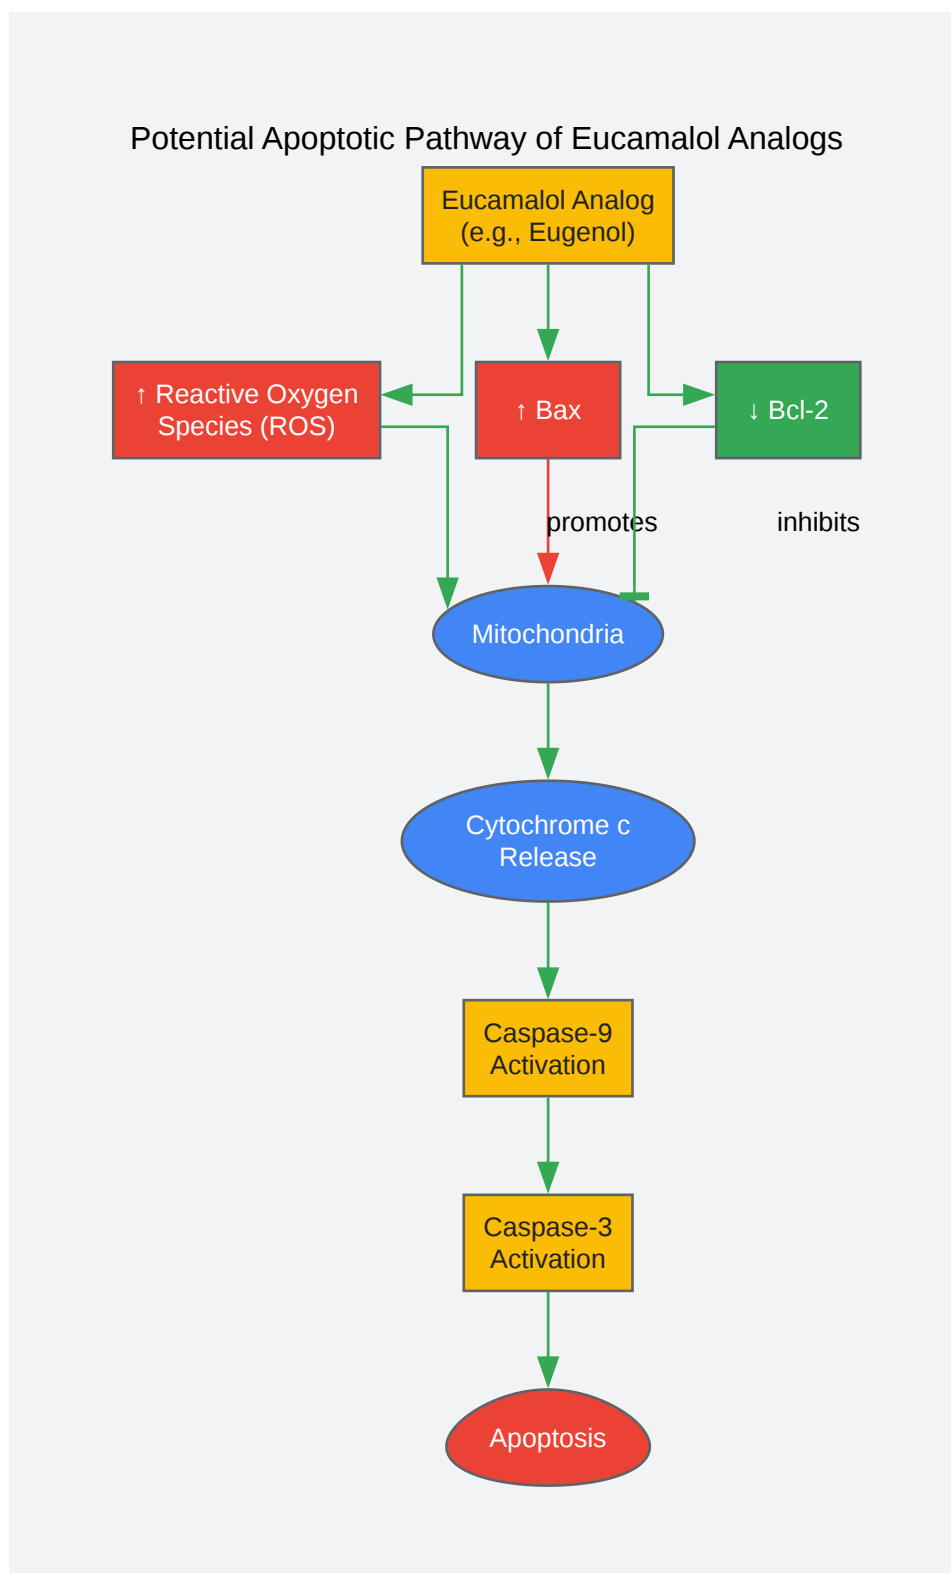 Potential Apoptotic Pathway of Eucamalol Analogs
Eucamalol Analog
(e.g., Eugenol)
↑ Reactive Oxygen
Species (ROS)
↑ Bax
↓ Bcl-2
promotes
inhibits
Mitochondria
Cytochrome c
Release
Caspase-9
Activation
Caspase-3
Activation
Apoptosis